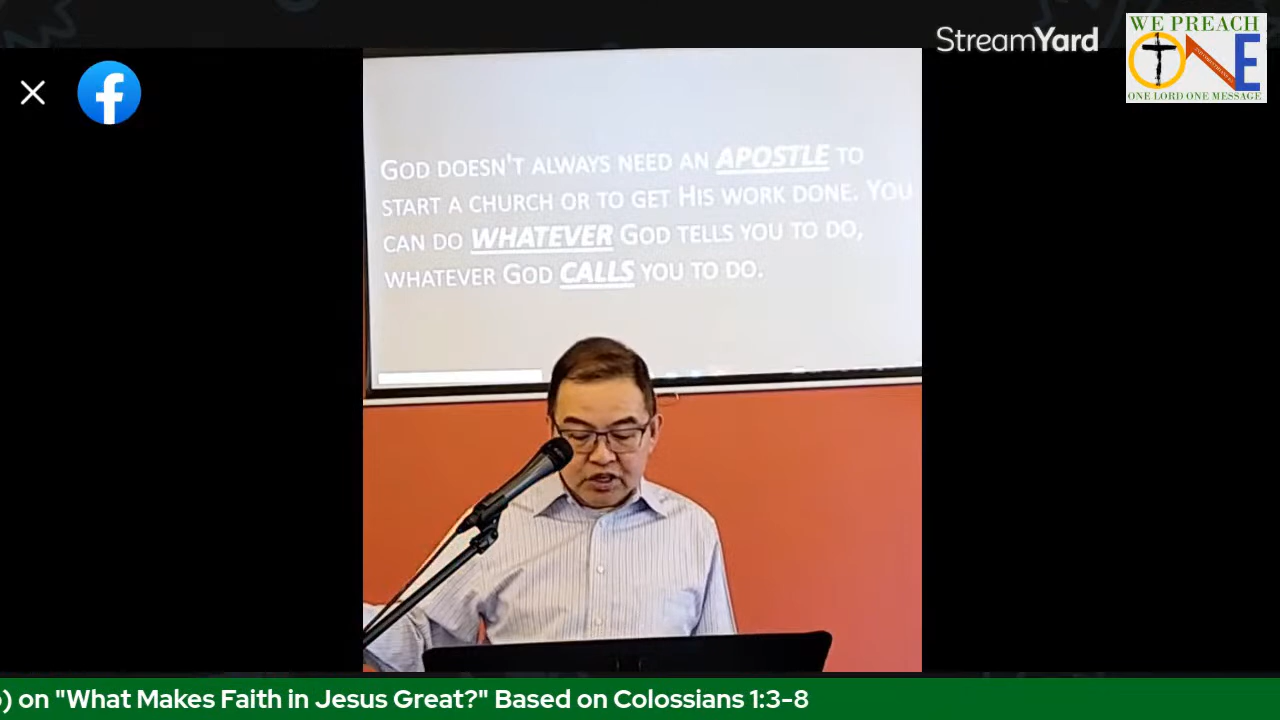 StreamYard
WE PREACH
ONE
ONE LORD ONE MESSAGE
GOD DOESN'T ALWAYS NEED AN APOSTLE TO
START A CHURCH OR TO GET HIS WORK DONE. YOU
CAN DO WHATEVER GOD TELLS YOU TO DO,
WHATEVER GOD CALLS YOU TO DO.
) on "What Makes Faith in Jesus Great?" Based on Colossians 1:3-8